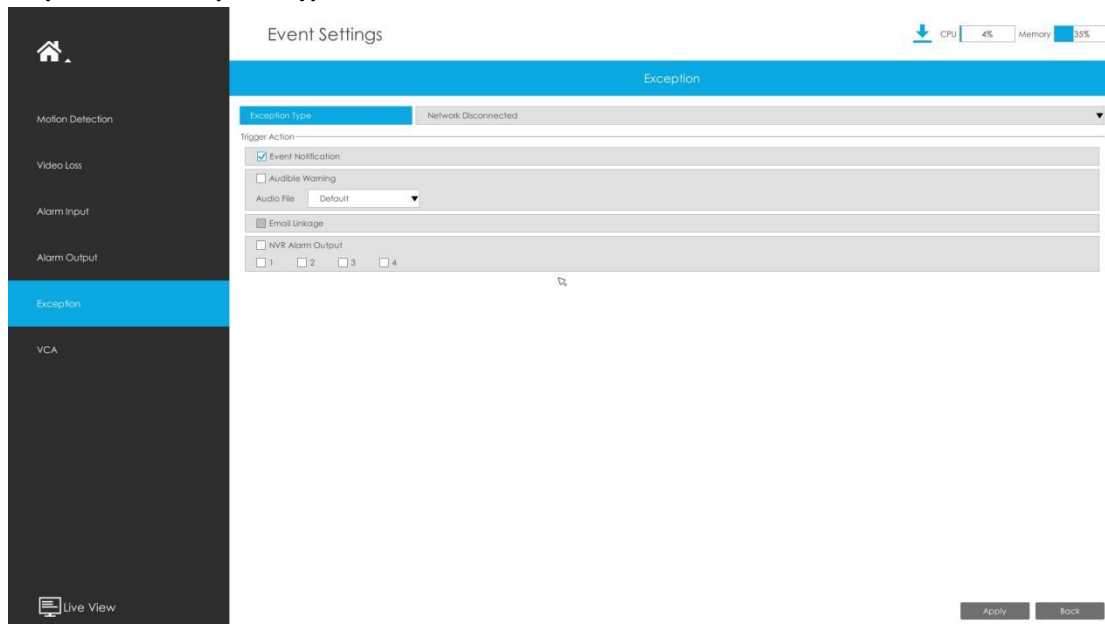 Event Settings
CPU 4% Memory 35%
Exception
Motion Detection
Video Loss
Alarm Input
Alarm Output
Exception
VCA
Live View
Exception Type Network Disconnected
Trigger Action
Event Notification
Audible Warning
Audio File Default
Email Linkage
NVR Alarm Output
1 2 3 4
Apply Back